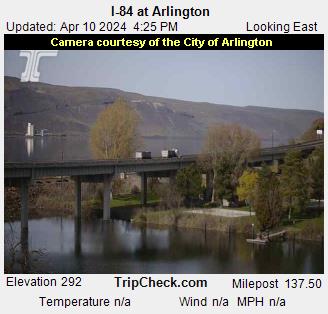 I-84 at Arlington
Updated: Apr 10 2024 4:25 PM Looking East
Camera courtesy of the City of Arlington
Elevation 292 TripCheck.com Milepost 137.50
Temperature n/a Wind n/a MPH n/a